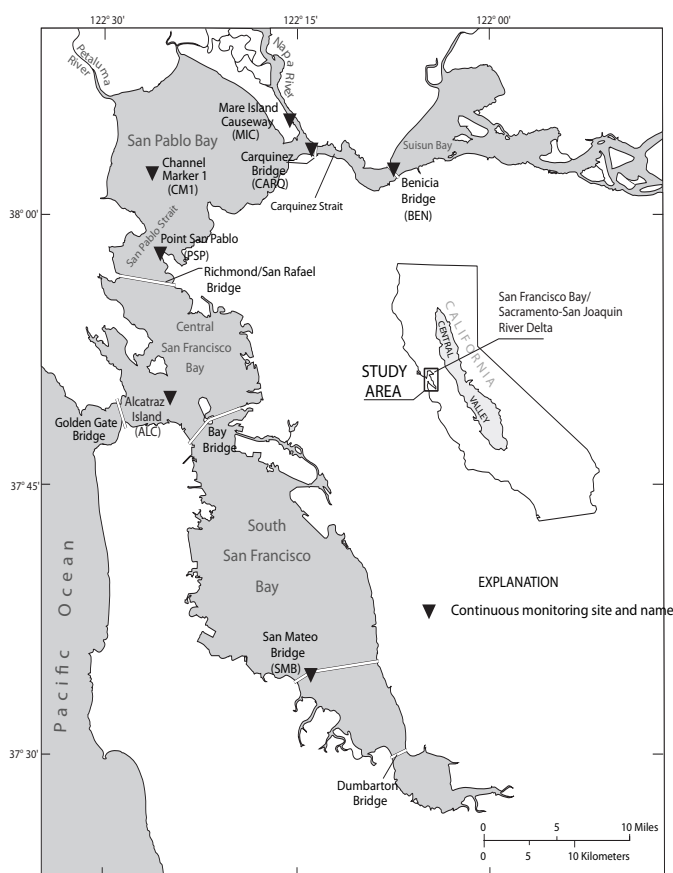 122°30'
122°15'
122°00'
Petaluma
River
Napa River
Mare Island
Causeway
(MIC)
San Pablo Bay
Channel
Marker 1
(CM1)
Carquinez
Bridge
(CARQ)
Suisun Bay
Benicia
Bridge
(BEN)
Carquinez Strait
38°00'
San Pablo Strait
Point San Pablo
(PSP)
Richmond/San Rafael
Bridge
Central
San Francisco
Bay
San Francisco Bay/
Sacramento-San Joaquin
River Delta
CALIFORNIA
CENTRAL
VALLEY
STUDY
AREA
Alcatraz
Island
(ALC)
Golden Gate
Bridge
Bay
Bridge
37°45'
South
San Francisco
Bay
Pacific Ocean
EXPLANATION
Continuous monitoring site and name
San Mateo
Bridge
(SMB)
37°30'
Dumbarton
Bridge
0 5 10 Miles
0 5 10 Kilometers